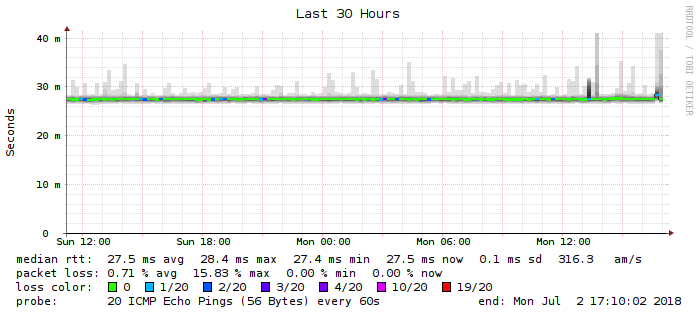 Last 30 Hours
RRDTOOL / TOBI OETIKER
Seconds
40 m
30 m
20 m
10 m
0
Sun 12:00 Sun 18:00 Mon 00:00 Mon 06:00 Mon 12:00
median rtt: 27.5 ms avg 28.4 ms max 27.4 ms min 27.5 ms now 0.1 ms sd 316.3 am/s
packet loss: 0.71 % avg 15.83 % max 0.00 % min 0.00 % now
loss color: 0 1/20 2/20 3/20 4/20 10/20 19/20
probe: 20 ICMP Echo Pings (56 Bytes) every 60s end: Mon Jul 2 17:10:02 2018